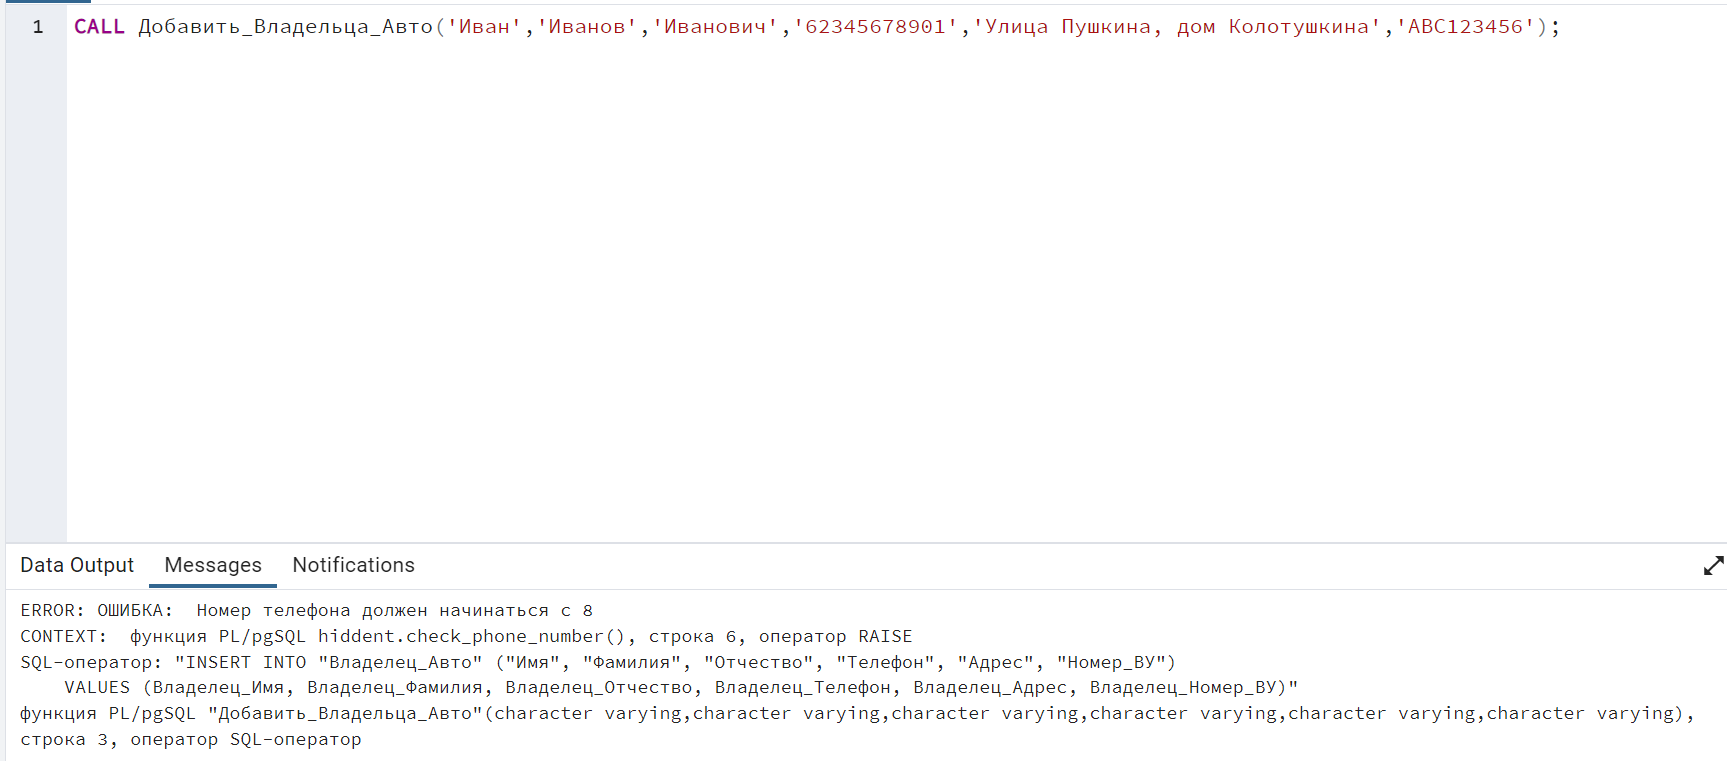 1 CALL Добавить_Владельца_Авто('Иван','Иванов','Иванович','62345678901','Улица Пушкина, дом Колотушкина','ABC123456');
Data Output Messages Notifications
ERROR: ОШИБКА:  Номер телефона должен начинаться с 8
CONTEXT:  функция PL/pgSQL hiddent.check_phone_number(), строка 6, оператор RAISE
SQL-оператор: "INSERT INTO "Владелец_Авто" ("Имя", "Фамилия", "Отчество", "Телефон", "Адрес", "Номер_ВУ")
    VALUES (Владелец_Имя, Владелец_Фамилия, Владелец_Отчество, Владелец_Телефон, Владелец_Адрес, Владелец_Номер_ВУ)"
функция PL/pgSQL "Добавить_Владельца_Авто"(character varying,character varying,character varying,character varying,character varying,character varying),
строка 3, оператор SQL-оператор